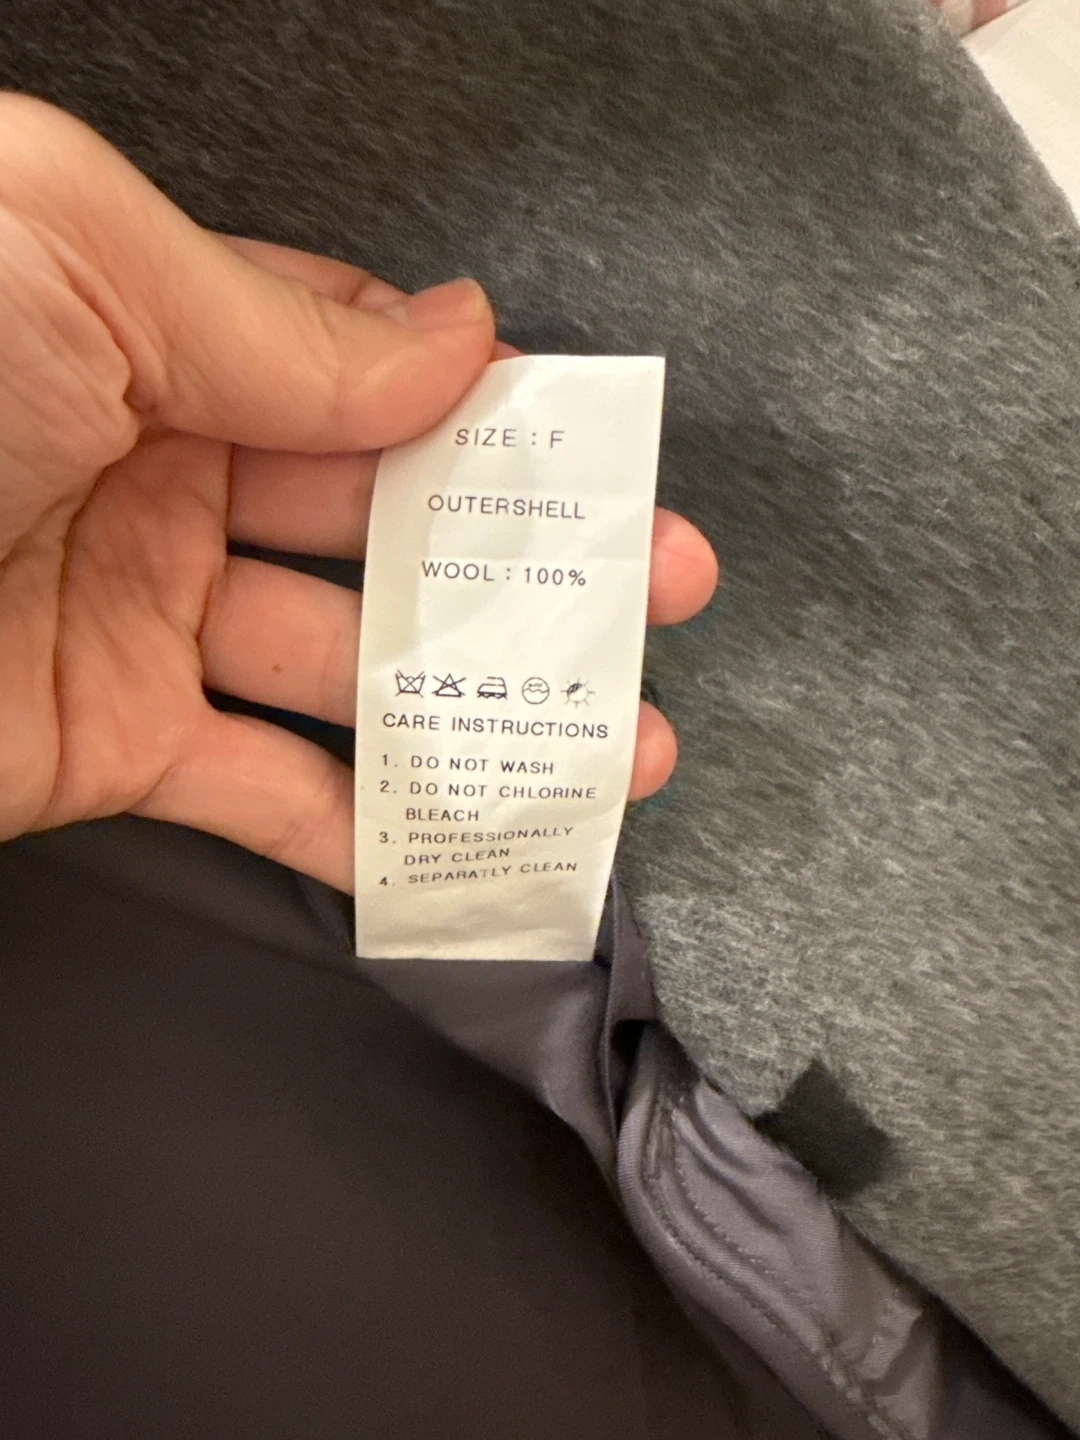 SIZE : F
OUTERSHELL
WOOL : 100%
CARE INSTRUCTIONS
1. DO NOT WASH
2. DO NOT CHLORINE
BLEACH
3. PROFESSIONALLY
DRY CLEAN
4. SEPARATLY CLEAN